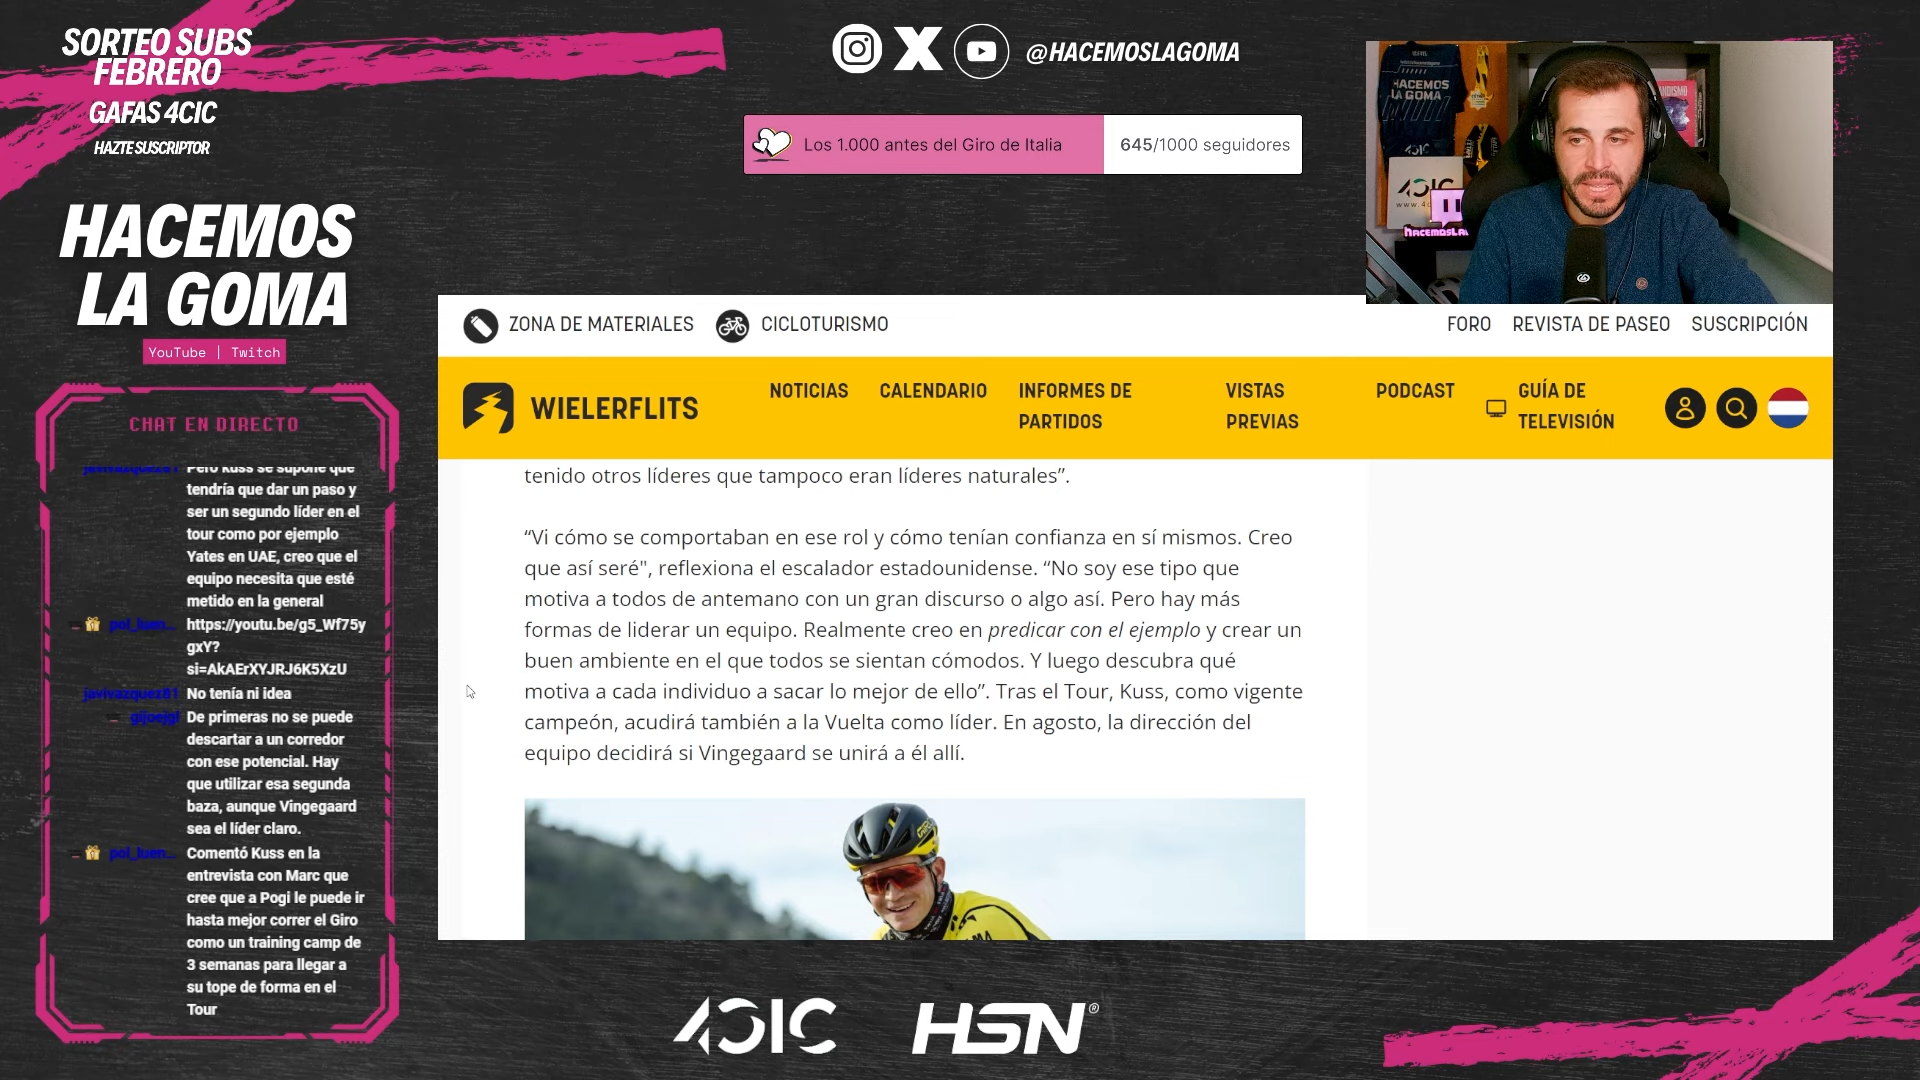 SORTEO SUBS
FEBRERO
GAFAS 4CIC
HAZTE SUSCRIPTOR
@HACEMOSLAGOMA
Los 1.000 antes del Giro de Italia
645/1000 seguidores
HACEMOS
LA GOMA
YouTube | Twitch
HACEMOS
LA GOMA
CHAT EN DIRECTO
javivazquez81 Pero kuss se supone que
tendría que dar un paso y
ser un segundo líder en el
tour como por ejemplo
Yates en UAE, creo que el
equipo necesita que esté
metido en la general
pol_luen... https://youtu.be/g5_Wf75y
gxY?
si=AkAErXYJRJ6K5XzU
javivazquez81 No tenía ni idea
gijoejgl De primeras no se puede
descartar a un corredor
con ese potencial. Hay
que utilizar esa segunda
baza, aunque Vingegaard
sea el líder claro.
pol_luen... Comentó Kuss en la
entrevista con Marc que
cree que a Pogi le puede ir
hasta mejor correr el Giro
como un training camp de
3 semanas para llegar a
su tope de forma en el
Tour
ZONA DE MATERIALES CICLOTURISMO FORO REVISTA DE PASEO SUSCRIPCIÓN
WIELERFLITS
NOTICIAS
CALENDARIO
INFORMES DE
PARTIDOS
VISTAS
PREVIAS
PODCAST
GUÍA DE
TELEVISIÓN
tenido otros líderes que tampoco eran líderes naturales”.
“Vi cómo se comportaban en ese rol y cómo tenían confianza en sí mismos. Creo
que así seré", reflexiona el escalador estadounidense. “No soy ese tipo que
motiva a todos de antemano con un gran discurso o algo así. Pero hay más
formas de liderar un equipo. Realmente creo en predicar con el ejemplo y crear un
buen ambiente en el que todos se sientan cómodos. Y luego descubra qué
motiva a cada individuo a sacar lo mejor de ello”. Tras el Tour, Kuss, como vigente
campeón, acudirá también a la Vuelta como líder. En agosto, la dirección del
equipo decidirá si Vingegaard se unirá a él allí.
4CIC
HSN®